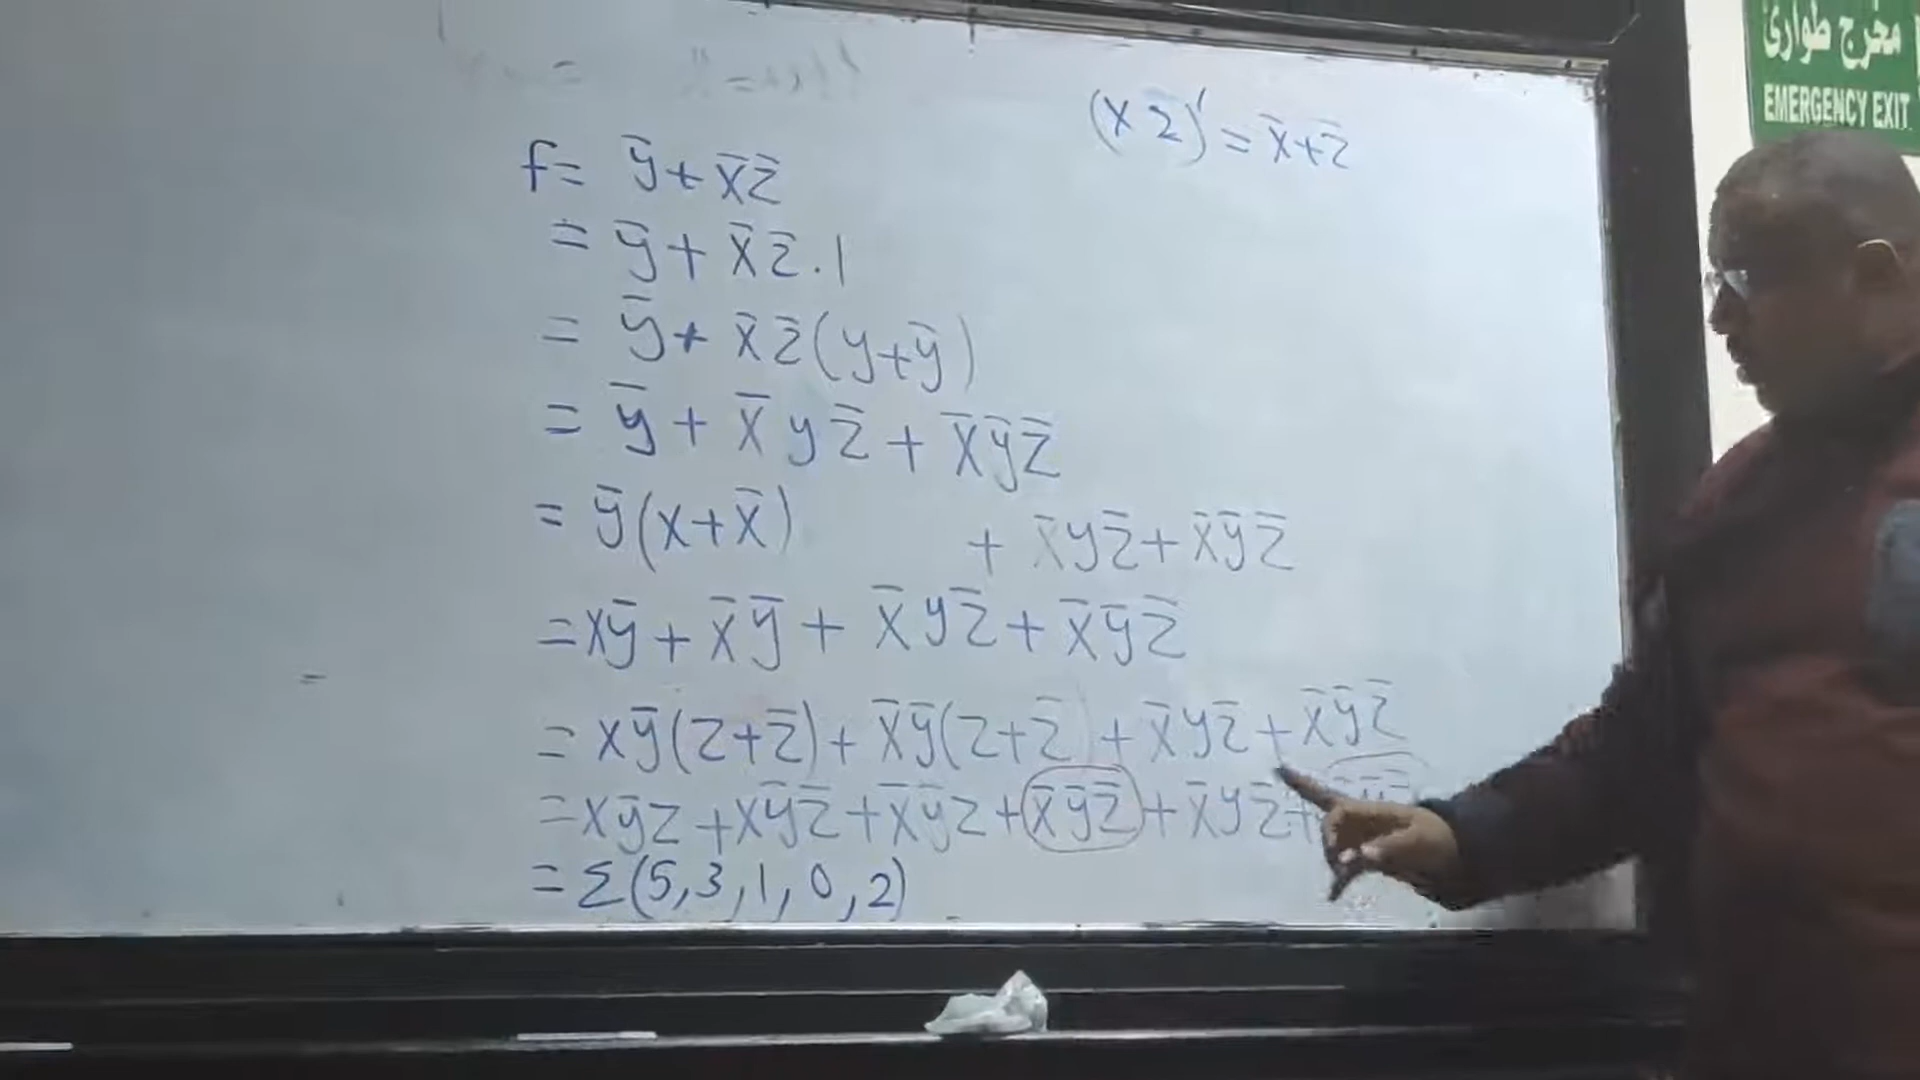 (x z)' = x̄+z̄
f= ȳ+x̄z̄
= ȳ+ x̄z̄.1
= ȳ+ x̄z̄(y+ȳ)
= ȳ+ x̄yz̄+ x̄ȳz̄
= ȳ(x+x̄) + x̄yz̄+x̄ȳz̄
=xȳ+ x̄ȳ+ x̄yz̄+ x̄ȳz̄
= xȳ(z+z̄)+ x̄ȳ(z+z̄)+x̄yz̄+x̄ȳz̄
=xȳz+xȳz̄+x̄ȳz+x̄ȳz̄+x̄yz̄+
= Σ(5,3,1,0,2)
=
مخرج طوارئ
EMERGENCY EXIT